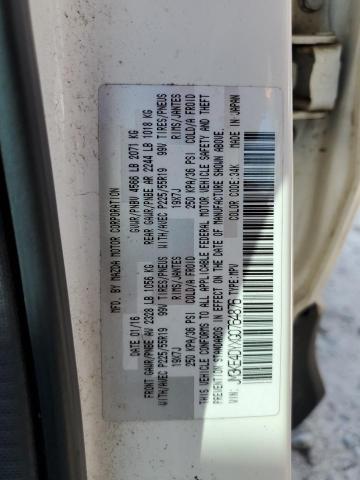 MFD. BY MAZDA MOTOR CORPORATION
DATE: 01/16 GVWR/PNBV 4566 LB 2071 KG
FRONT GAWR/PNBE AV 2328 LB 1056 KG REAR GAWR/PNBE AR 2244 LB 1018 KG
WITH/AVEC P225/55R19 99V TIRES/PNEUS WITH/AVEC P225/55R19 99V TIRES/PNEUS
19X7J RIMS/JANTES 19X7J RIMS/JANTES
250 KPA/36 PSI COLD/A FROID 250 KPA/36 PSI COLD/A FROID
THIS VEHICLE CONFORMS TO ALL APPLICABLE FEDERAL MOTOR VEHICLE SAFETY AND THEFT
PREVENTION STANDARDS IN EFFECT ON THE DATE OF MANUFACTURE SHOWN ABOVE.
TYPE:MPV MADE IN JAPAN
VIN: COLOR CODE:34K